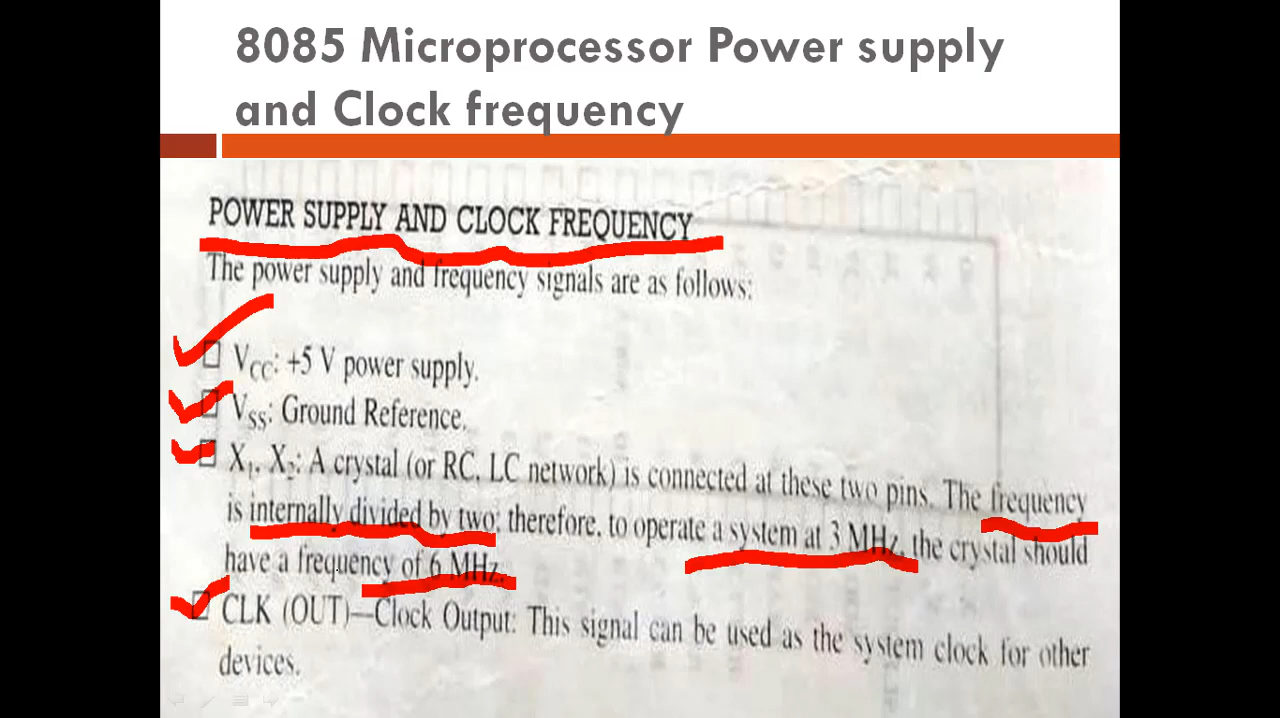 8085 Microprocessor Power supply
and Clock frequency
POWER SUPPLY AND CLOCK FREQUENCY
The power supply and frequency signals are as follows:
VCC: +5 V power supply.
VSS: Ground Reference.
X1, X2: A crystal (or RC, LC network) is connected at these two pins. The frequency
is internally divided by two; therefore, to operate a system at 3 MHz, the crystal should
have a frequency of 6 MHz.
CLK (OUT)—Clock Output: This signal can be used as the system clock for other
devices.